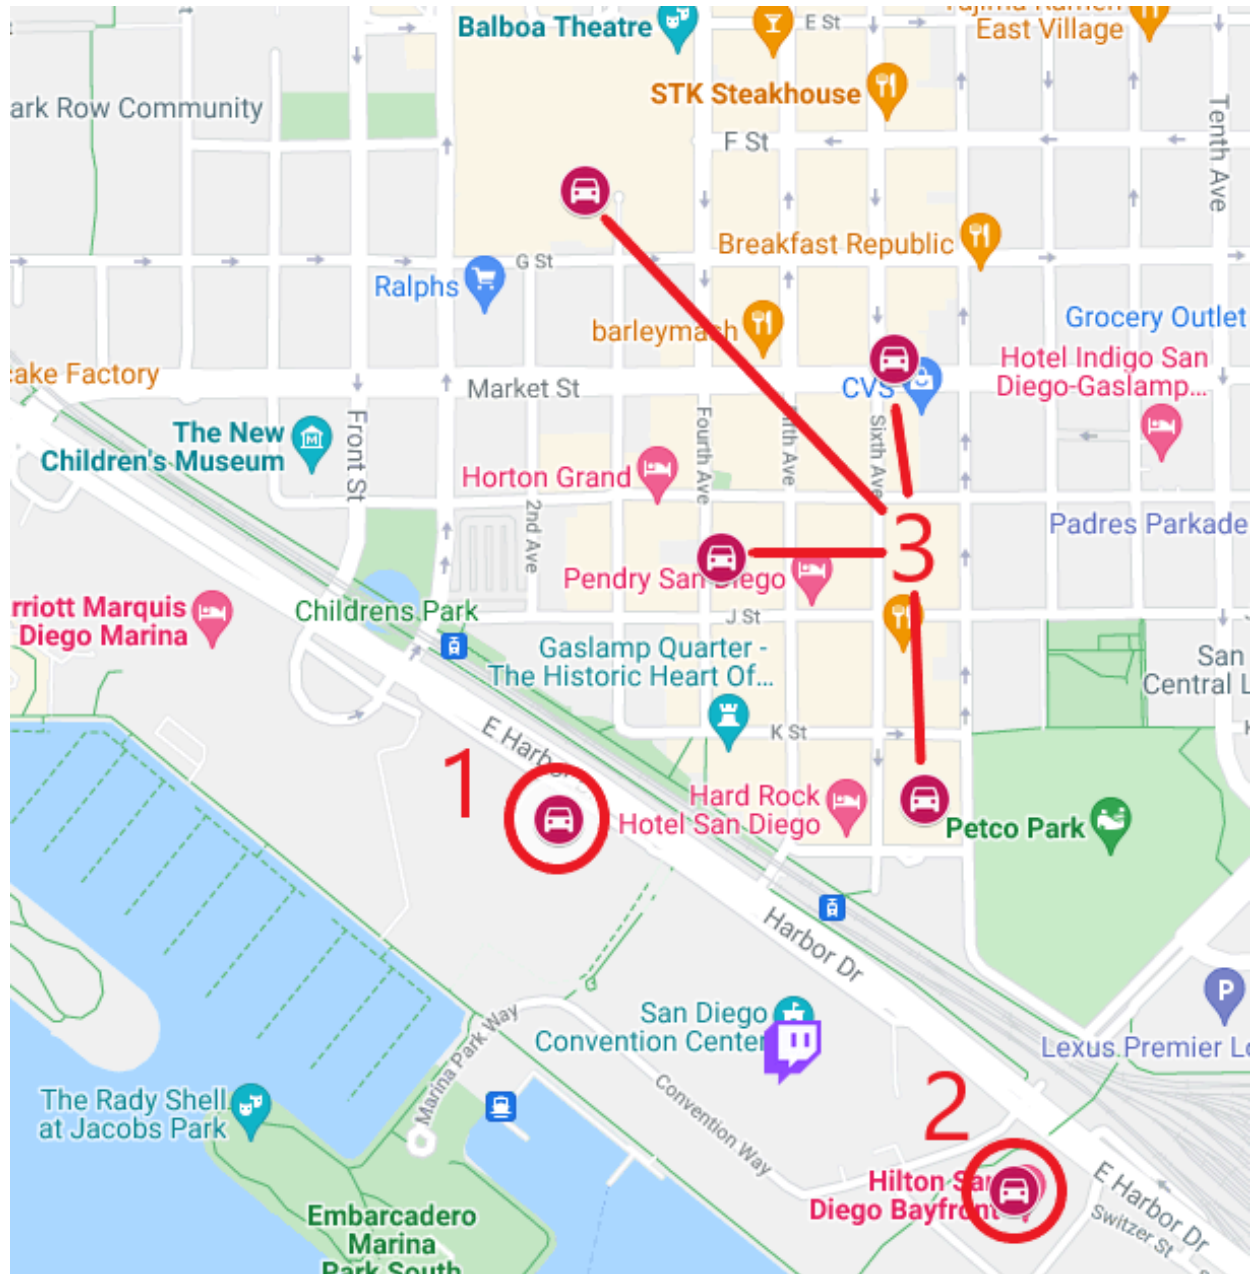 Balboa Theatre
E St
East Village
STK Steakhouse
ark Row Community
Tenth Ave
F St
Breakfast Republic
G St
Ralphs
barleymash
Grocery Outlet
Hotel Indigo San
Diego-Gaslamp...
cake Factory
Market St
CVS
The New
Children's Museum
Front St
Fourth Ave
Sixth Ave
Horton Grand
2nd Ave
Padres Parkade
3
Pendry San Diego
rriott Marquis
Diego Marina
Childrens Park
J St
Gaslamp Quarter -
The Historic Heart Of...
San
Central L
E Harbor D
K St
1
Hard Rock
Hotel San Diego
Petco Park
Harbor Dr
San Diego
Convention Center
Lexus Premier Lo
P
Marina Park Way
The Rady Shell
at Jacobs Park
Convention Way
2
Hilton San
Diego Bayfront
E Harbor Dr
Switzer St
Embarcadero
Marina
Park South